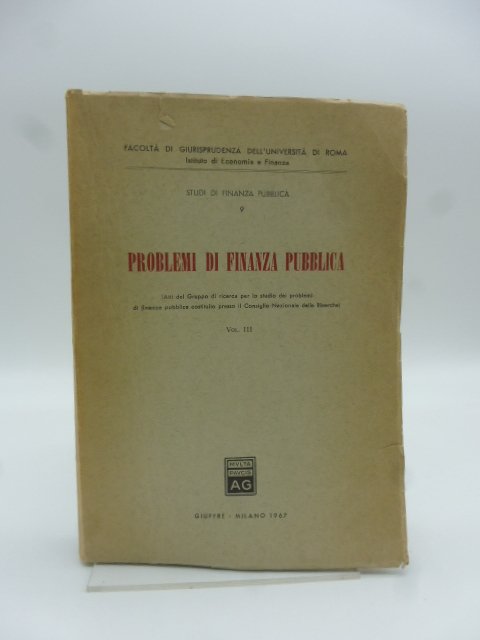 FACOLTÀ DI GIURISPRUDENZA DELL'UNIVERSITÀ DI ROMA
Istituto di Economia e Finanza
STUDI DI FINANZA PUBBLICA
9
PROBLEMI DI FINANZA PUBBLICA
(Atti del Gruppo di ricerca per lo studio dei problemi
di finanza pubblica costituito presso il Consiglio Nazionale delle Ricerche)
VOL. III
MVLTA
PAVCIS
AG
GIUFFRÈ - MILANO 1967